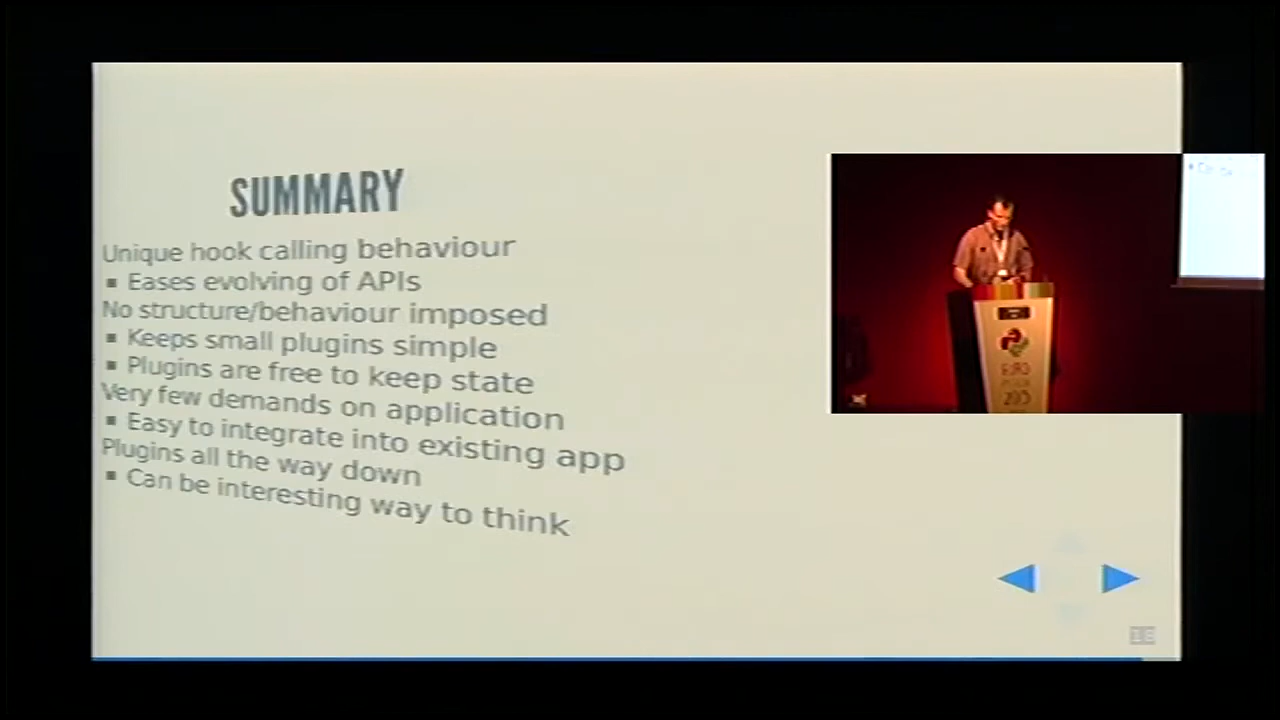 SUMMARY
Unique hook calling behaviour
▪ Eases evolving of APIs
No structure/behaviour imposed
▪ Keeps small plugins simple
▪ Plugins are free to keep state
Very few demands on application
▪ Easy to integrate into existing app
Plugins all the way down
▪ Can be interesting way to think
EURO